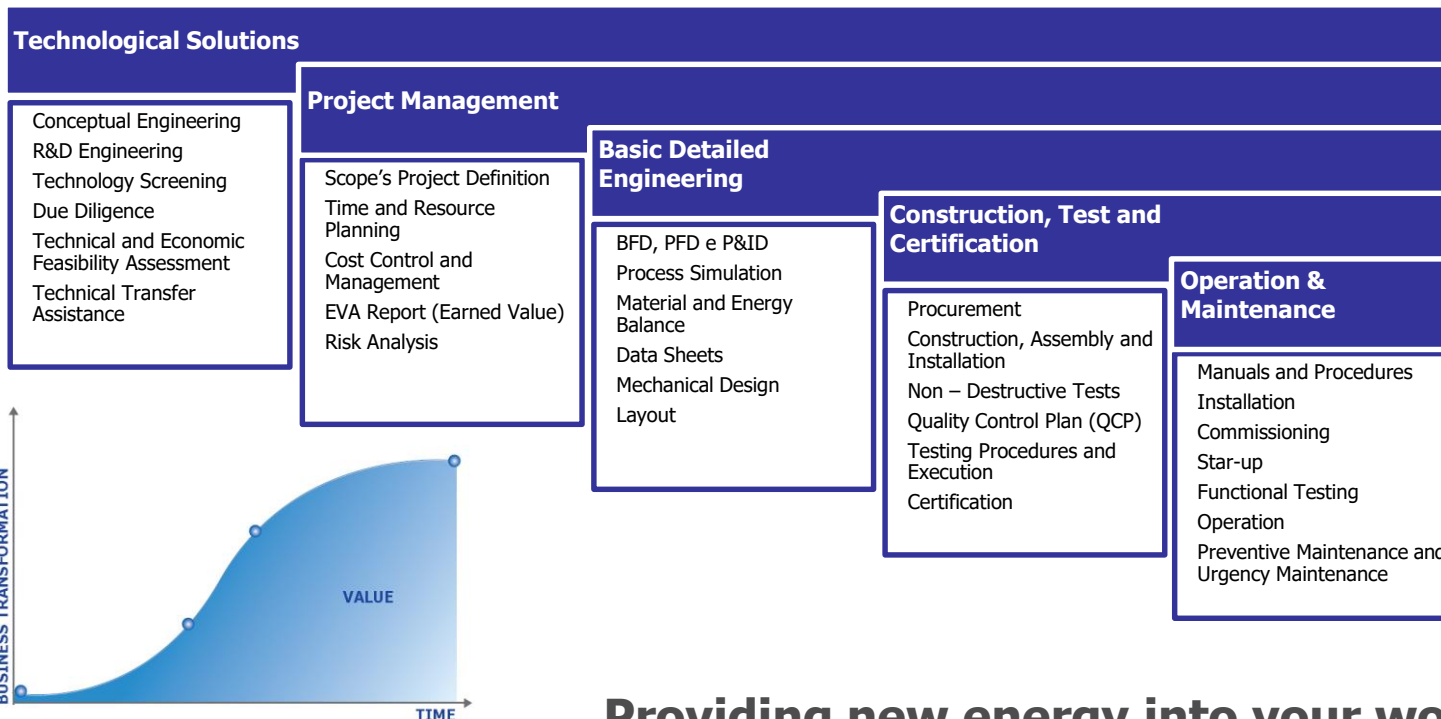 Technological Solutions
Conceptual Engineering
R&D Engineering
Technology Screening
Due Diligence
Technical and Economic
Feasibility Assessment
Technical Transfer
Assistance
Project Management
Scope’s Project Definition
Time and Resource
Planning
Cost Control and
Management
EVA Report (Earned Value)
Risk Analysis
Basic Detailed
Engineering
BFD, PFD e P&ID
Process Simulation
Material and Energy
Balance
Data Sheets
Mechanical Design
Layout
Construction, Test and
Certification
Procurement
Construction, Assembly and
Installation
Non – Destructive Tests
Quality Control Plan (QCP)
Testing Procedures and
Execution
Certification
Operation &
Maintenance
Manuals and Procedures
Installation
Commissioning
Star-up
Functional Testing
Operation
Preventive Maintenance and
Urgency Maintenance
BUSINESS TRANSFORMATION
VALUE
TIME
Providing new energy into your